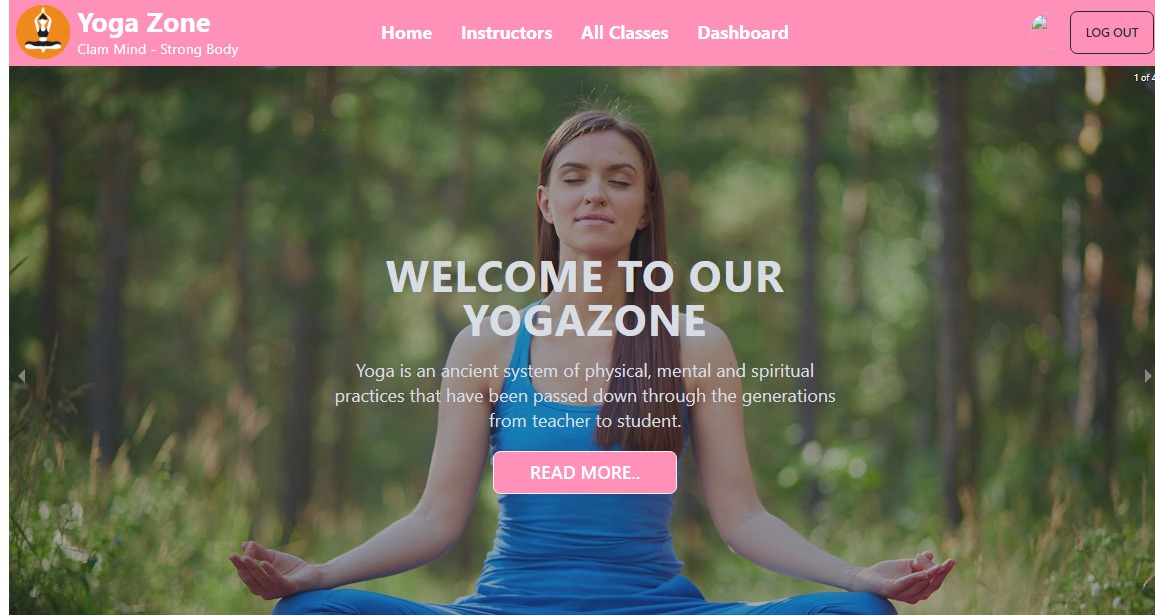 Yoga Zone
Clam Mind - Strong Body
Home Instructors All Classes Dashboard
LOG OUT
1 of 4
WELCOME TO OUR
YOGAZONE
Yoga is an ancient system of physical, mental and spiritual
practices that have been passed down through the generations
from teacher to student.
READ MORE..